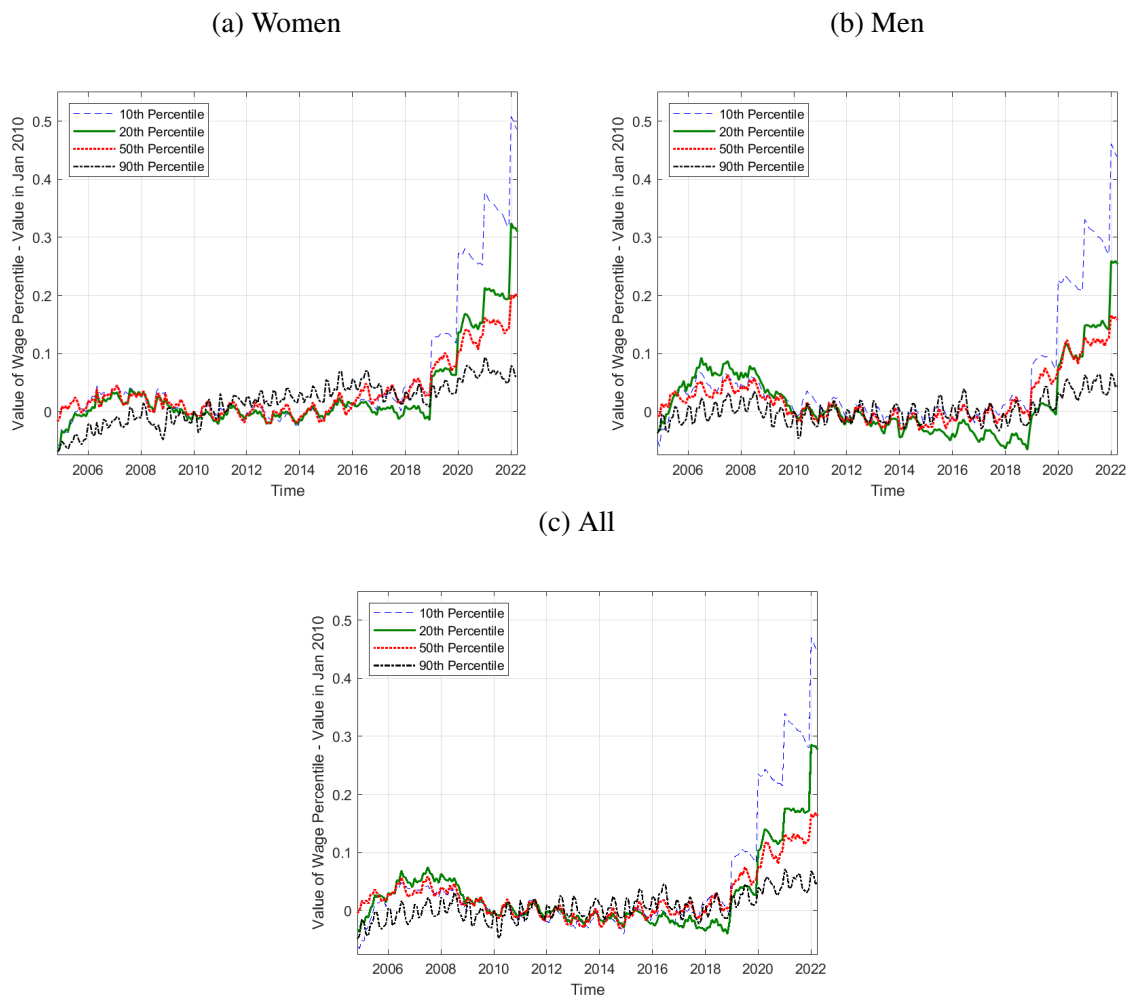 (a) Women
Value of Wage Percentile - Value in Jan 2010
0.5
0.4
0.3
0.2
0.1
0
10th Percentile
20th Percentile
50th Percentile
90th Percentile
2006 2008 2010 2012 2014 2016 2018 2020 2022
Time
(b) Men
Value of Wage Percentile - Value in Jan 2010
0.5
0.4
0.3
0.2
0.1
0
10th Percentile
20th Percentile
50th Percentile
90th Percentile
2006 2008 2010 2012 2014 2016 2018 2020 2022
Time
(c) All
Value of Wage Percentile - Value in Jan 2010
0.5
0.4
0.3
0.2
0.1
0
10th Percentile
20th Percentile
50th Percentile
90th Percentile
2006 2008 2010 2012 2014 2016 2018 2020 2022
Time